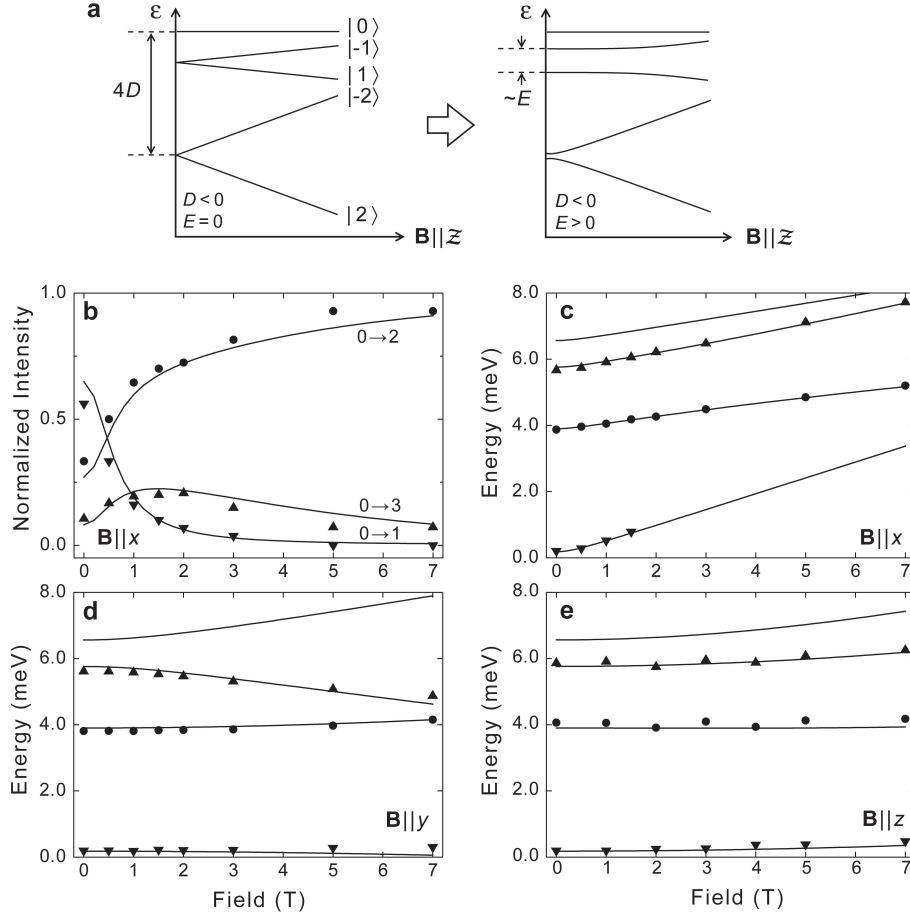 a
ε
|0⟩
|-1⟩
|1⟩
|-2⟩
|2⟩
4D
D<0
E=0
B||Z
ε
~E
D<0
E>0
B||Z
b
Normalized Intensity
1.0
0.5
0.0
0→2
0→3
0→1
B||x
0 1 2 3 4 5 6 7
c
Energy (meV)
8.0
6.0
4.0
2.0
0.0
B||x
0 1 2 3 4 5 6 7
d
Energy (meV)
8.0
6.0
4.0
2.0
0.0
B||y
0 1 2 3 4 5 6 7
Field (T)
e
Energy (meV)
8.0
6.0
4.0
2.0
0.0
B||z
0 1 2 3 4 5 6 7
Field (T)